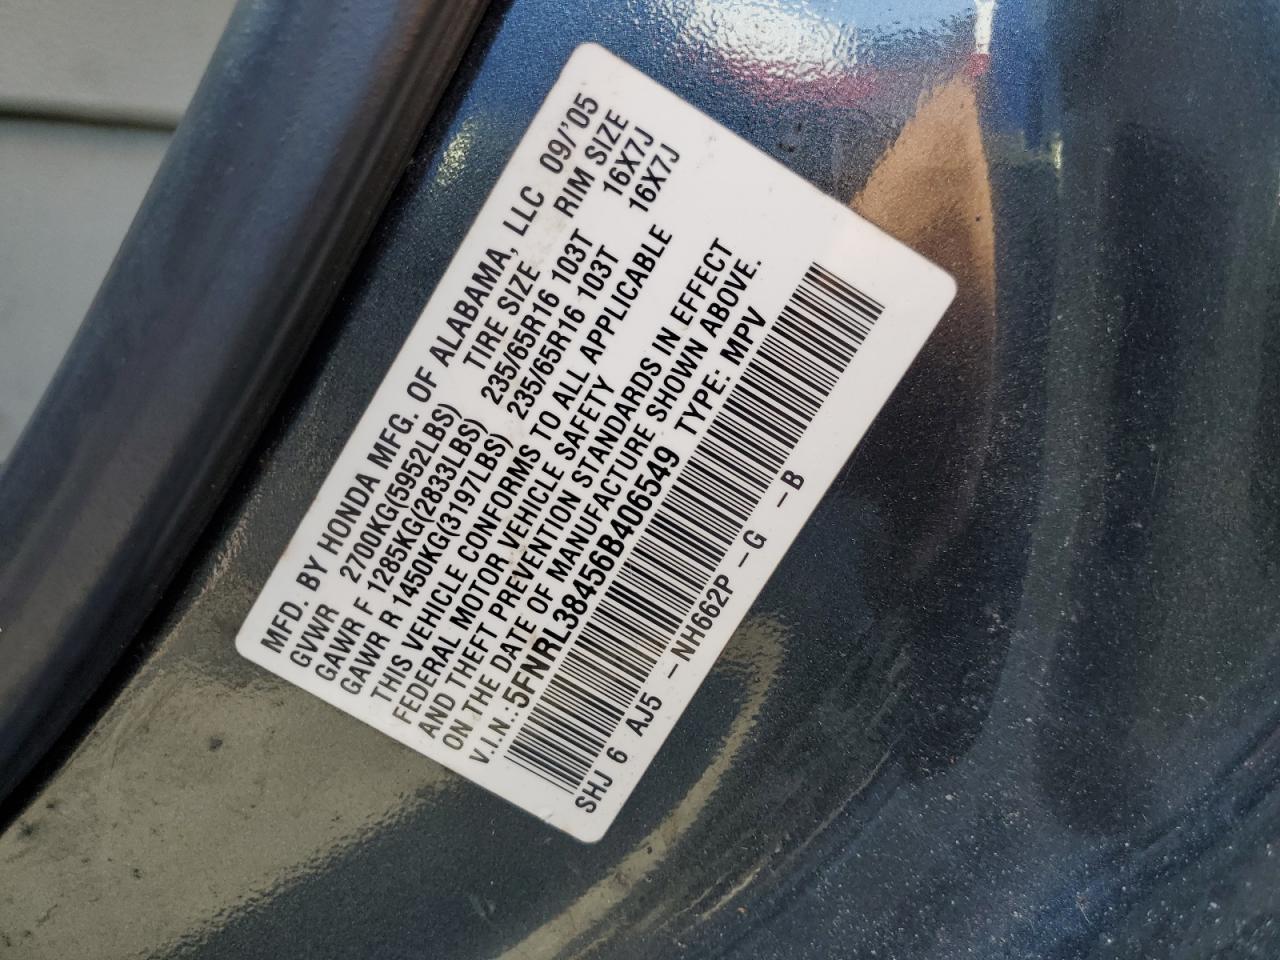 MFD. BY HONDA MFG. OF ALABAMA, LLC 09/'05
GVWR 2700KG(5952LBS) TIRE SIZE RIM SIZE
GAWR F 1285KG(2833LBS) 235/65R16 103T 16X7J
GAWR R 1450KG(3197LBS) 235/65R16 103T 16X7J
THIS VEHICLE CONFORMS TO ALL APPLICABLE
FEDERAL MOTOR VEHICLE SAFETY
AND THEFT PREVENTION STANDARDS IN EFFECT
ON THE DATE OF MANUFACTURE SHOWN ABOVE.
V.I.N.:5FNRL38456B406549 TYPE: MPV
SHJ 6 AJ5 -NH662P-G -B